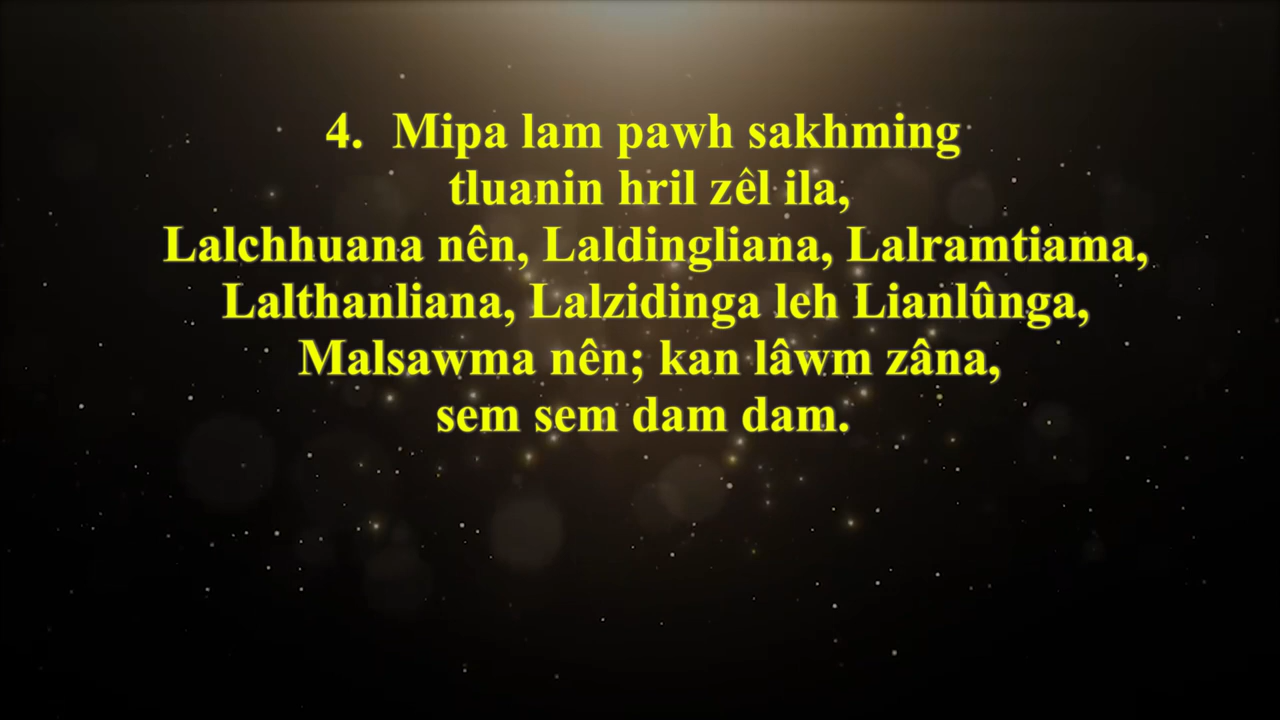 4. Mipa lam pawh sakhming
tluanin hril zêl ila,
Lalchhuana nên, Laldingliana, Lalramtiama,
Lalthanliana, Lalzidinga leh Lianlûnga,
Malsawma nên; kan lâwm zâna,
sem sem dam dam.